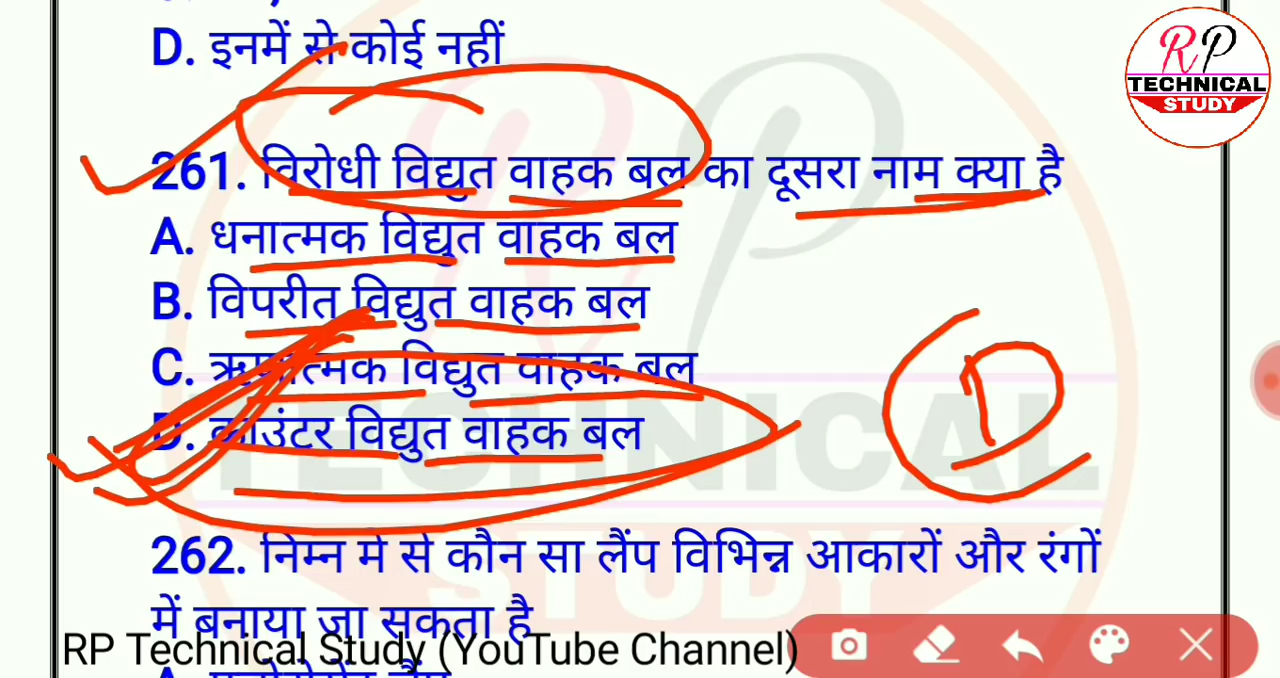 D. इनमें से कोई नहीं
RP
TECHNICAL
STUDY
261. विरोधी विद्युत वाहक बल का दूसरा नाम क्या है
A. धनात्मक विद्युत वाहक बल
B. विपरीत विद्युत वाहक बल
C. ऋणात्मक विद्युत वाहक बल
D. काउंटर विद्युत वाहक बल
D
262. निम्न मे से कौन सा लैंप विभिन्न आकारों और रंगों
में बनाया जा सकता है
RP Technical Study (YouTube Channel)